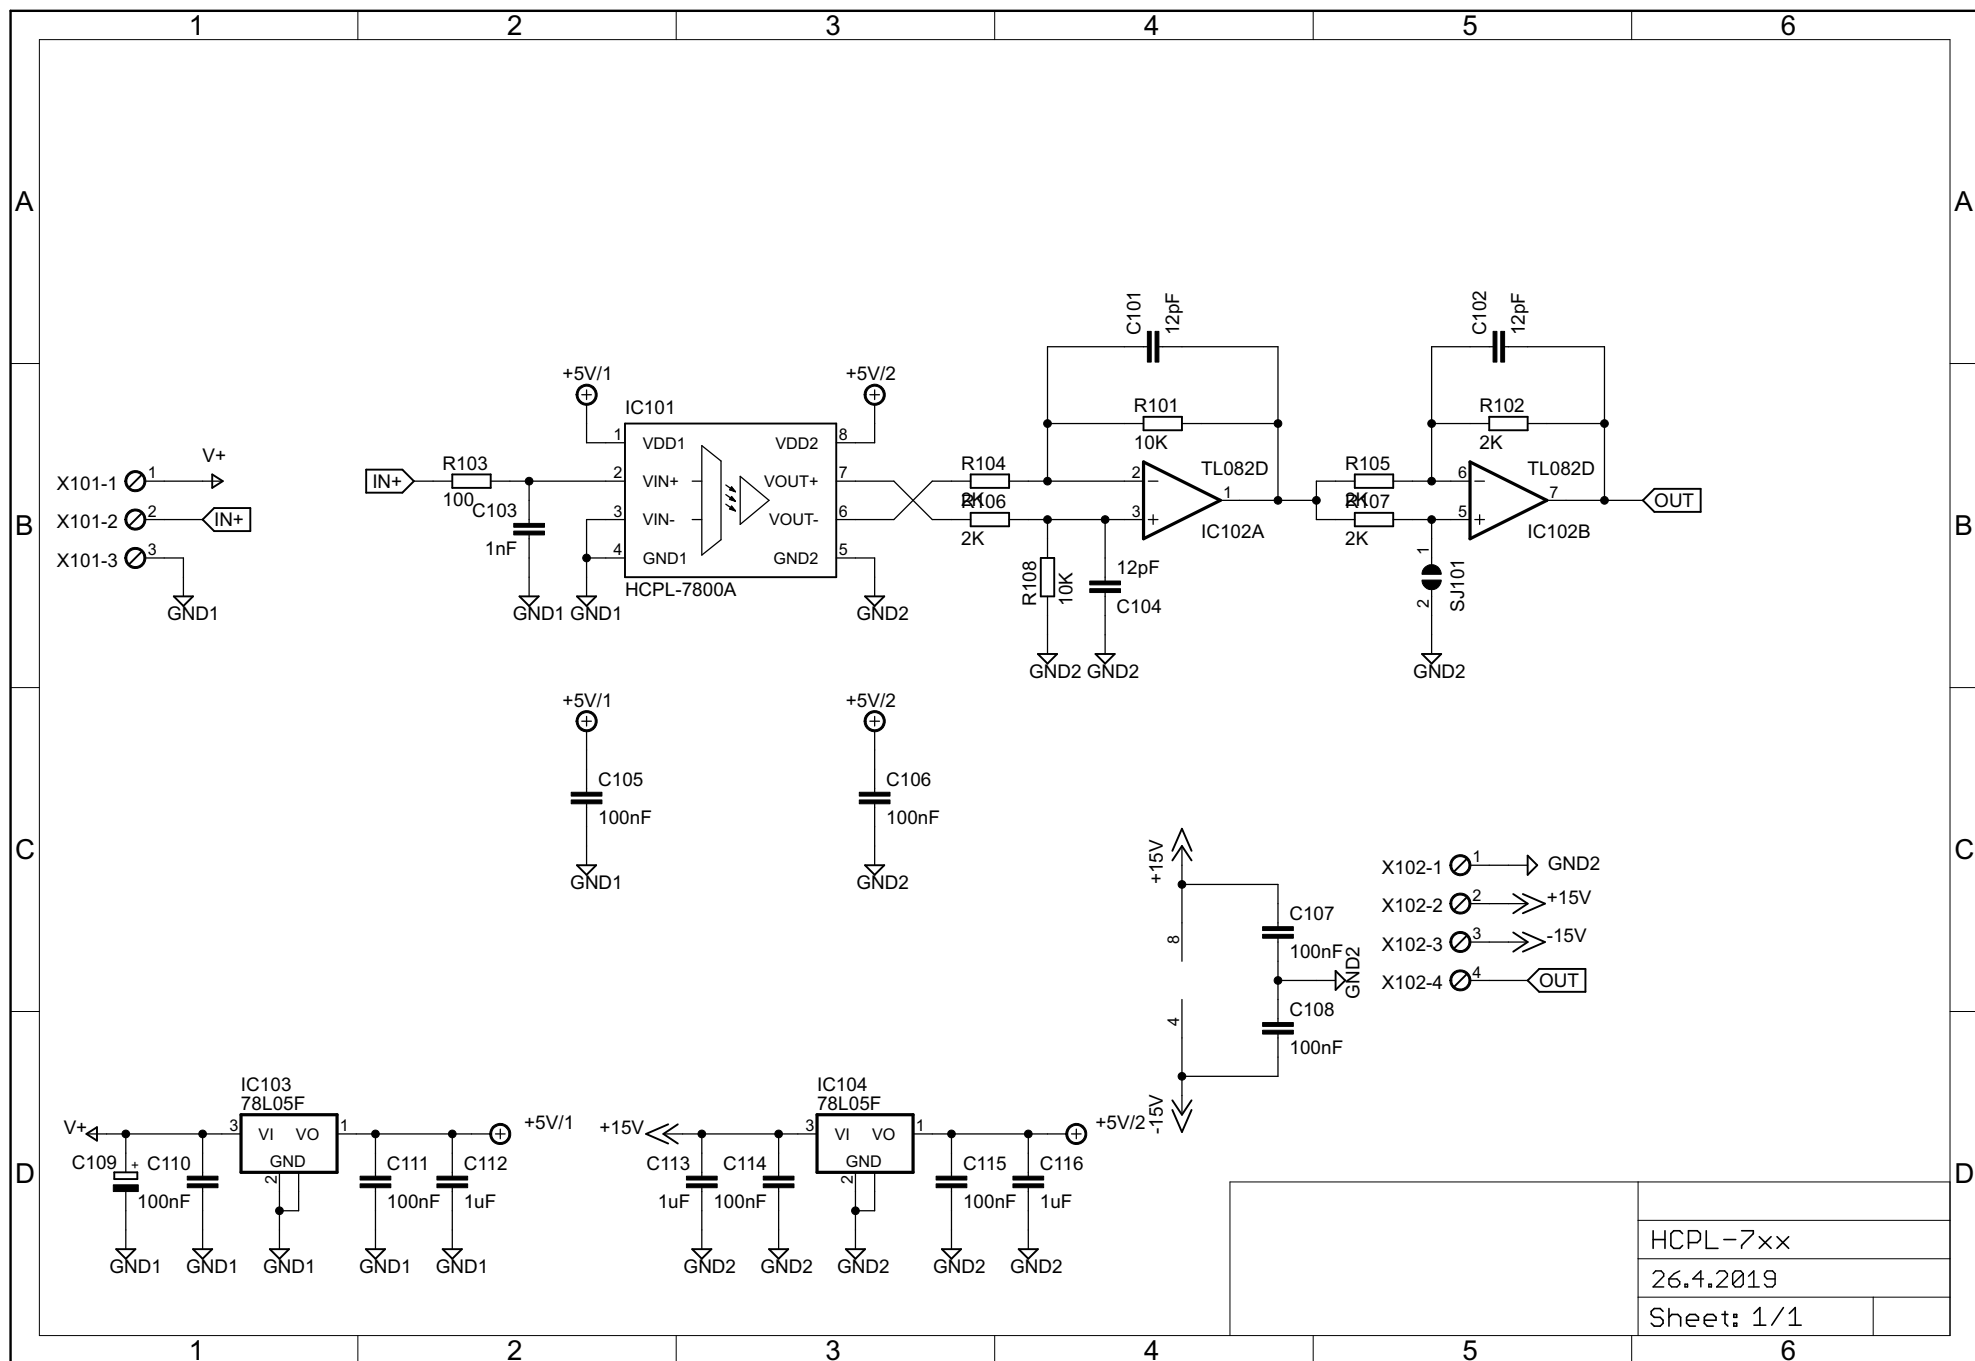 1 2 3 4 5 6
A A
C101 12pF C102 12pF
+5V/1 +5V/2
IC101 R101 R102
1 VDD1 VDD2 8 10K 2K
V+ R103 2 VIN+ VOUT+ 7 R104 2 TL082D R105 6 TL082D
X101-1 1 IN+ 100 2K - 1 2K - 7
X101-2 2 IN+ C103 3 VIN- VOUT- 6 R106 3 + IC102A R107 5 + IC102B OUT
B B
X101-3 3 1nF 4 GND1 GND2 5 2K 2K
HCPL-7800A R108 10K 12pF C104 1 SJ101 2
GND1 GND1 GND1 GND2
GND2 GND2 GND2
+5V/1 +5V/2
C105 C106
100nF 100nF
GND1 GND2
C C
+15V X102-1 1 GND2
8 C107 X102-2 2 +15V
100nF GND2 X102-3 3 -15V
X102-4 4 OUT
4 C108
100nF
-15V
IC103 IC104
78L05F 78L05F
V+ 3 VI VO 1 +5V/1 +15V 3 VI VO 1 +5V/2
GND GND
C109 + C110 2 C111 C112 C113 C114 2 C115 C116
100nF 100nF 1uF 1uF 100nF 100nF 1uF
D D
GND1 GND1 GND1 GND1 GND1 GND2 GND2 GND2 GND2 GND2
HCPL-7xx
26.4.2019
Sheet: 1/1
1 2 3 4 5 6